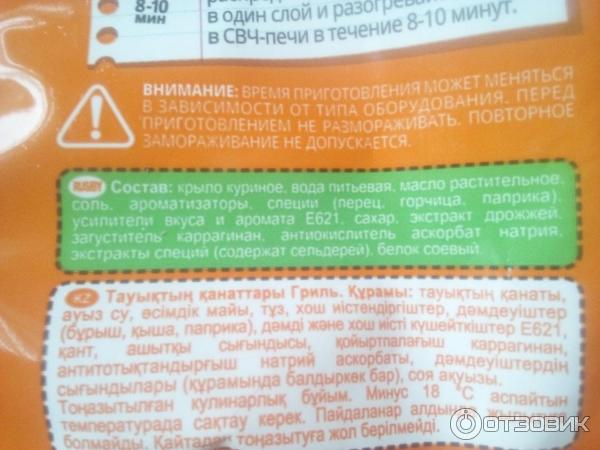 8-10
мин
в один слой и разогрева
в СВЧ-печи в течение 8-10 минут.
ВНИМАНИЕ: ВРЕМЯ ПРИГОТОВЛЕНИЯ МОЖЕТ МЕНЯТЬСЯ
В ЗАВИСИМОСТИ ОТ ТИПА ОБОРУДОВАНИЯ. ПЕРЕД
ПРИГОТОВЛЕНИЕМ НЕ РАЗМОРАЖИВАТЬ. ПОВТОРНОЕ
ЗАМОРАЖИВАНИЕ НЕ ДОПУСКАЕТСЯ.
RUS BY Состав: крыло куриное, вода питьевая, масло растительное,
соль, ароматизаторы, специи (перец, горчица, паприка),
усилители вкуса и аромата Е621, сахар, экстракт дрожжей,
загуститель каррагинан, антиокислитель аскорбат натрия,
экстракты специй (содержат сельдерей), белок соевый.
KZ Тауықтың қанаттары Гриль. Құрамы: тауықтың қанаты,
ауыз су, өсімдік майы, тұз, хош иістендіргіштер, дәмдеуіштер
(бұрыш, қыша, паприка), дәмді және хош иісті күшейткіштер Е621,
қант, ашытқы сығындысы, қойыртпалағыш каррагинан,
антитотықтандырғыш натрий аскорбаты, дәмдеуіштердің
сығындылары (құрамында балдыркөк бар), соя ақуызы.
Тоңазытылған кулинарлық бұйым. Минус 18 °С аспайтын
температурада сақтау керек. Пайдаланар алдын
болмайды. Қайтадан тоңазытуға жол берілмейді.
ОТЗОВИК